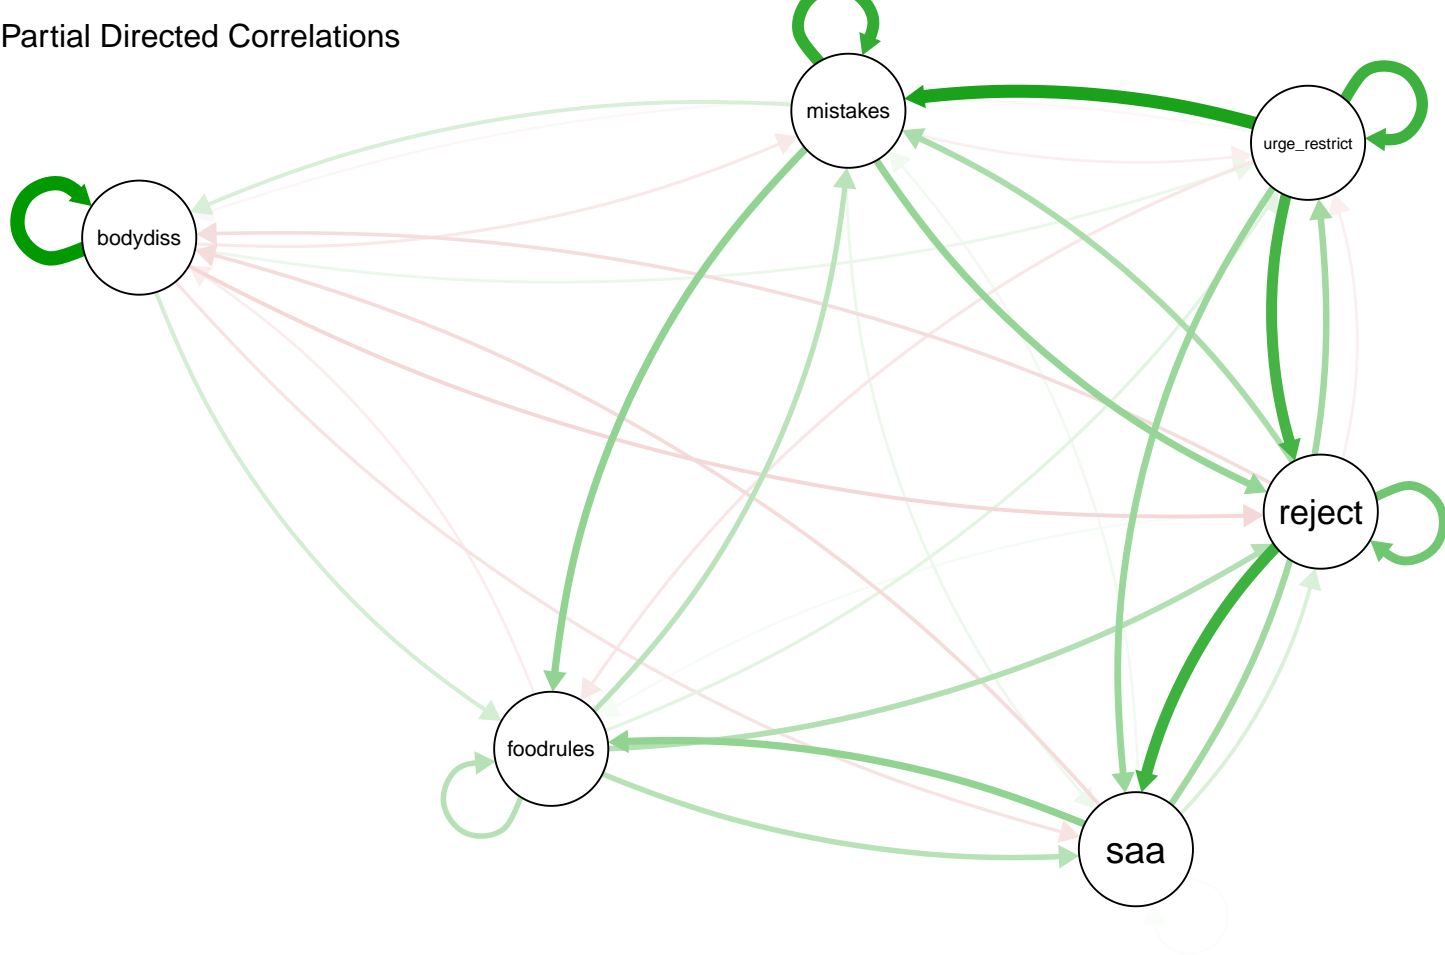 Partial Directed Correlations
mistakes
urge_restrict
bodydiss
reject
foodrules
saa